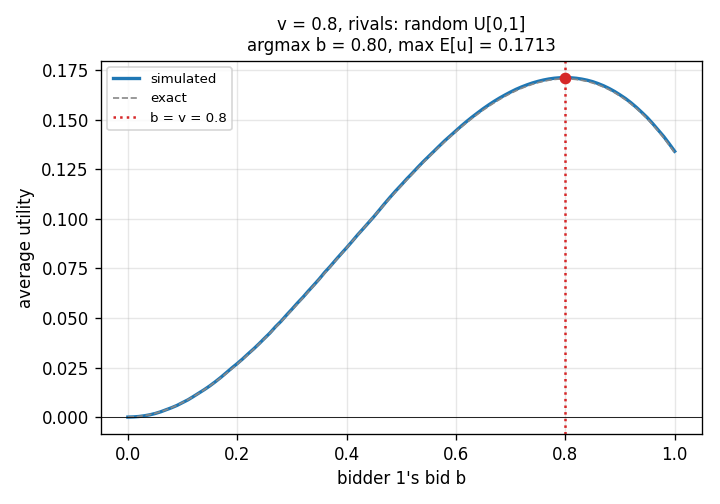 v = 0.8, rivals: random U[0,1]
argmax b = 0.80, max E[u] = 0.1713
simulated
exact
b = v = 0.8
average utility
0.175
0.150
0.125
0.100
0.075
0.050
0.025
0.000
0.0 0.2 0.4 0.6 0.8 1.0
bidder 1's bid b